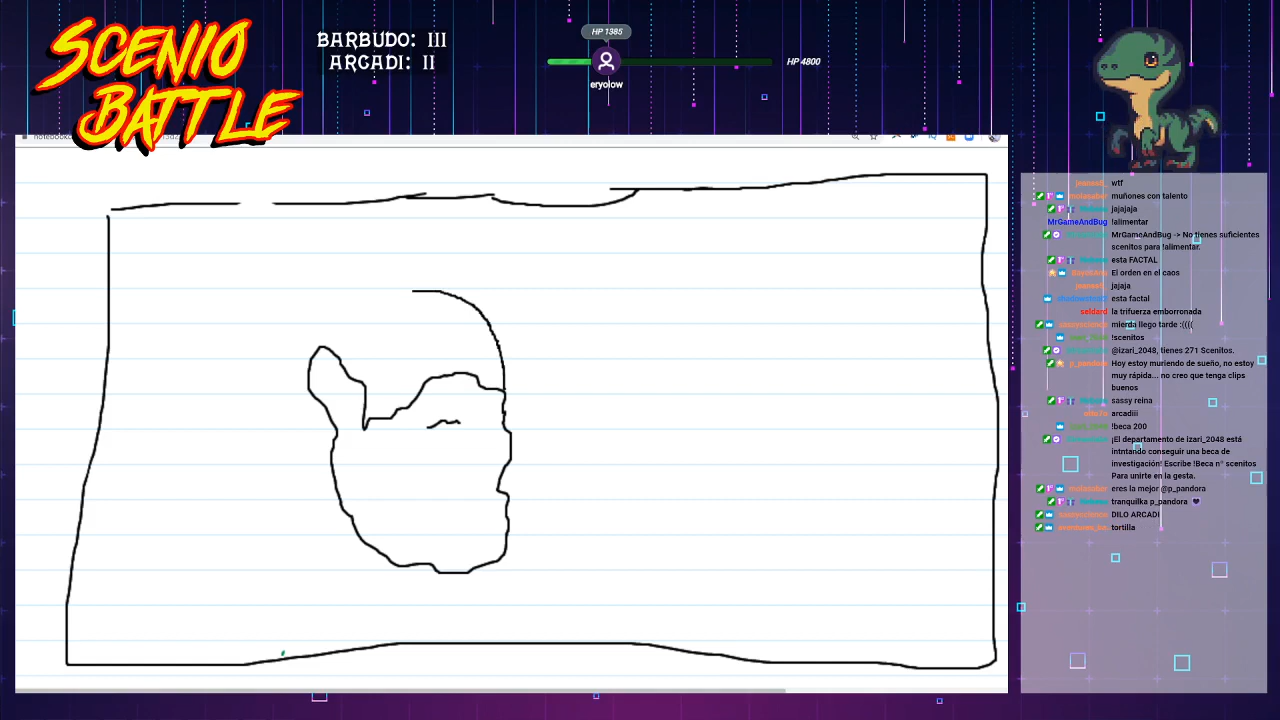 SCENIO
BATTLE
BARBUDO: III
ARCADI: II
HP 1385
eryolow
HP 4800
wtf
muñones con talento
jajajaja
MrGameAndBug !alimentar
MrGameAndBug -> No tienes suficientes
scenitos para !alimentar.
esta FACTAL
El orden en el caos
jajaja
esta factal
seldard la trifuerza emborronada
mierda llego tarde :((((
!scenitos
@izari_2048, tienes 271 Scenitos.
p_pandora Hoy estoy muriendo de sueño, no estoy
muy rápida... no creo que tenga clips
buenos
sassy reina
arcadiii
!beca 200
¡El departamento de izari_2048 está
intntando conseguir una beca de
investigación! Escribe !Beca nº scenitos
Para unirte en la gesta.
eres la mejor @p_pandora
tranquilka p_pandora
DILO ARCADI
tortilla